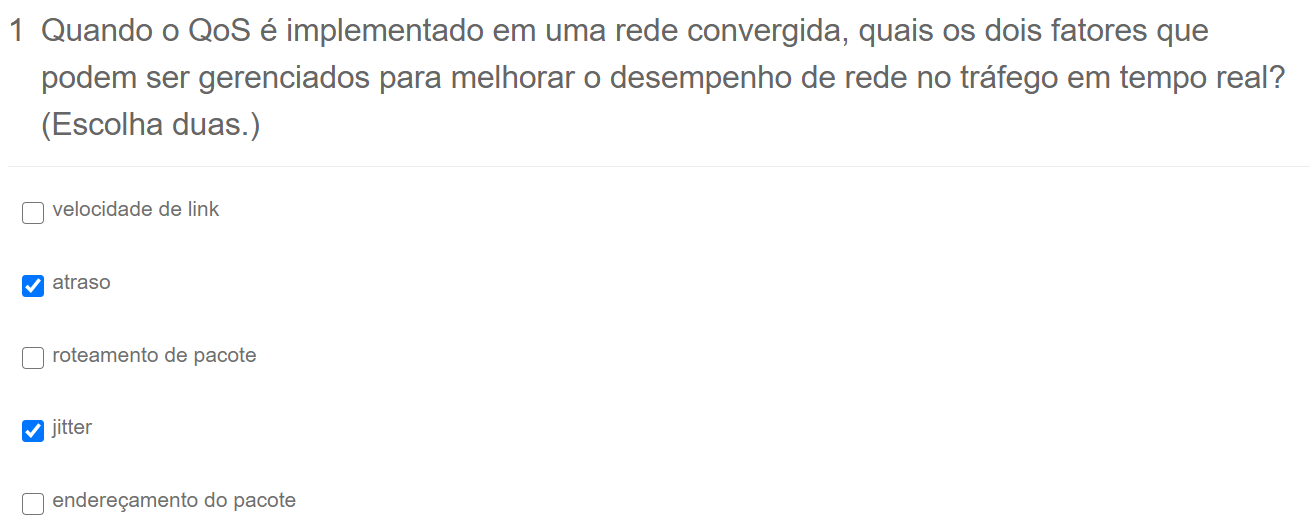 1 Quando o QoS é implementado em uma rede convergida, quais os dois fatores que
podem ser gerenciados para melhorar o desempenho de rede no tráfego em tempo real?
(Escolha duas.)
velocidade de link
atraso
roteamento de pacote
jitter
endereçamento do pacote